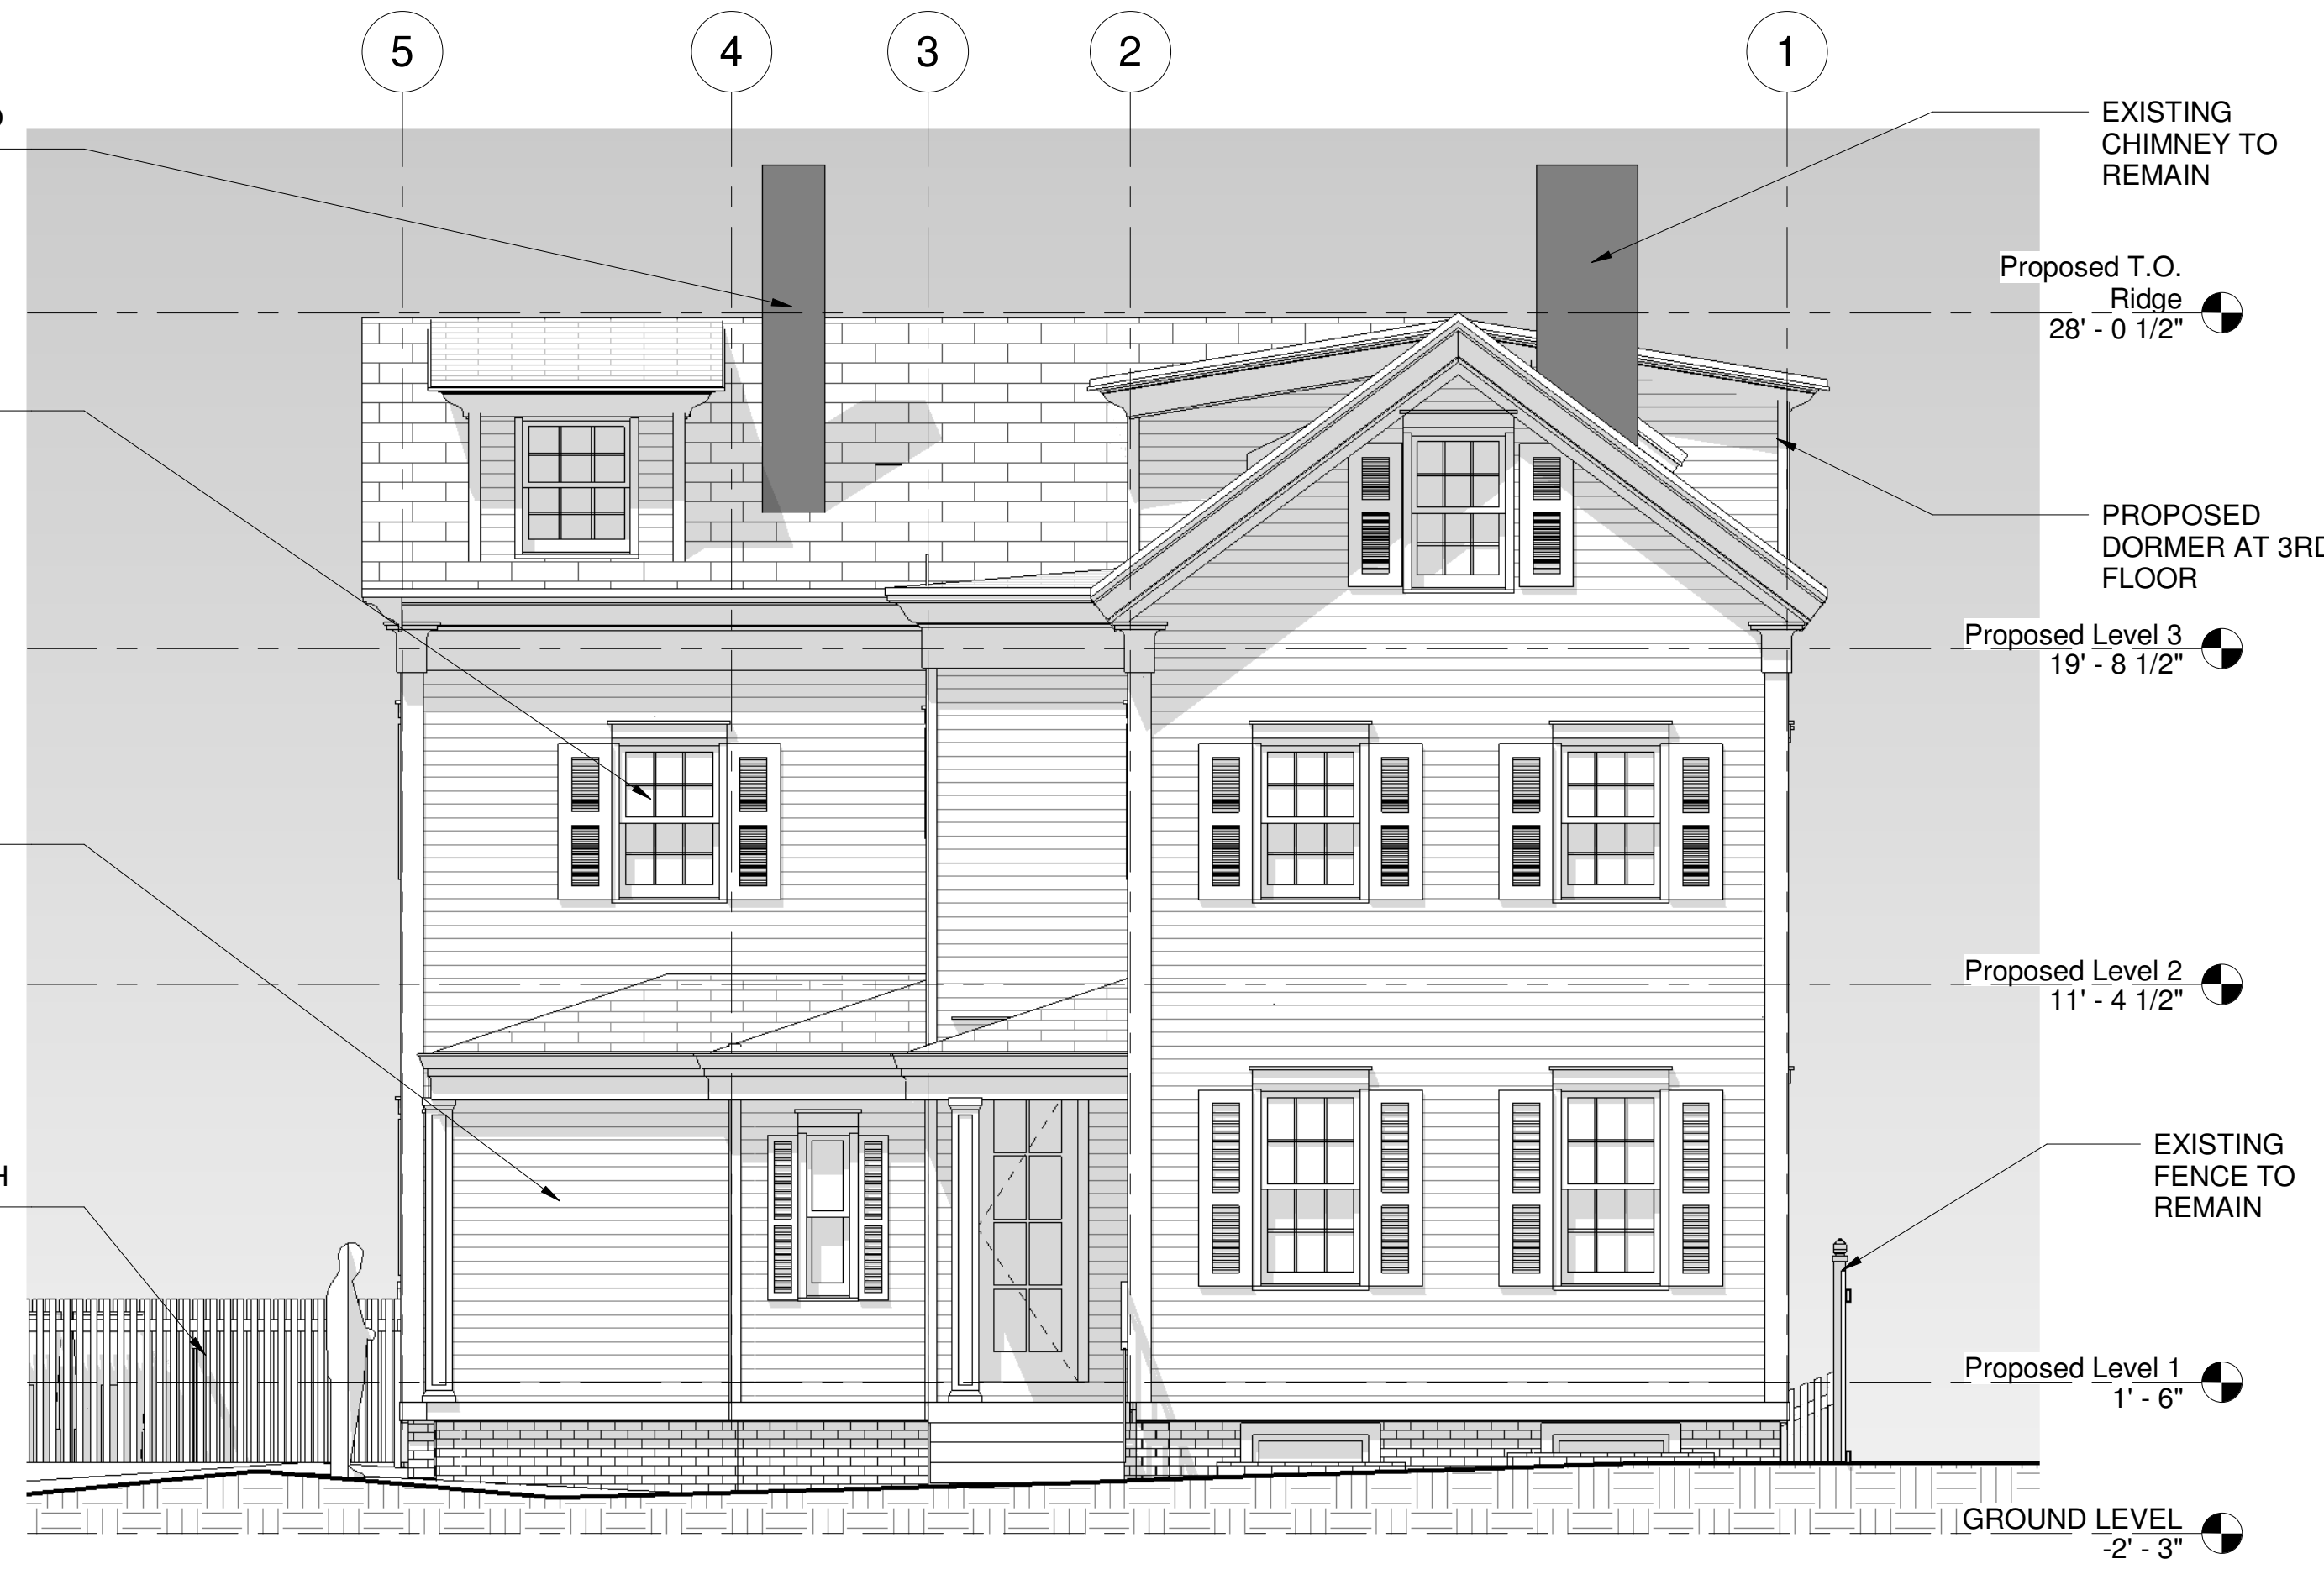 5
4
3
2
1
EXISTING
CHIMNEY TO
REMAIN
Proposed T.O.
Ridge
28' - 0 1/2"
PROPOSED
DORMER AT 3RD
FLOOR
Proposed Level 3
19' - 8 1/2"
Proposed Level 2
11' - 4 1/2"
EXISTING
FENCE TO
REMAIN
Proposed Level 1
1' - 6"
GROUND LEVEL
-2' - 3"